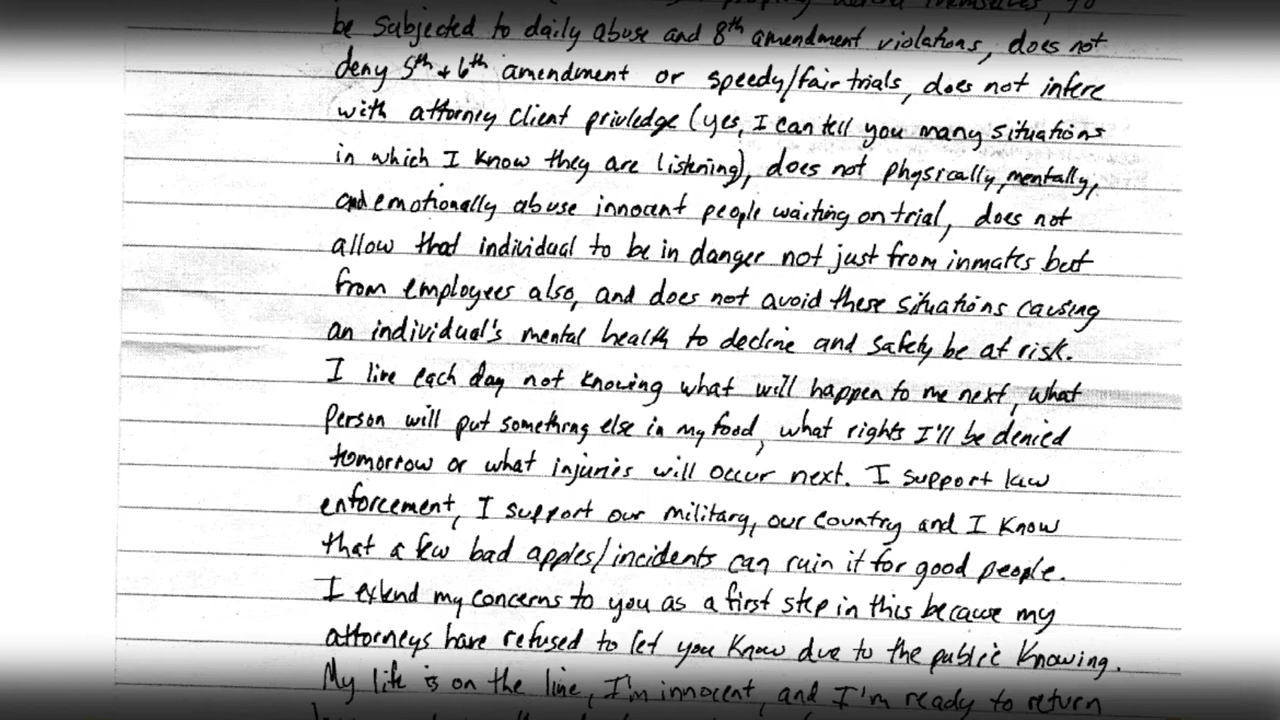 people
be subjected to daily abuse and 8th amendment violations, does not
deny 5th + 6th amendment or speedy/fair trials, does not infere
with attorney client priviledge (yes, I can tell you many situations
in which I know they are listening), does not physically, mentally,
and emotionally abuse innocent people waiting on trial, does not
allow that individual to be in danger not just from inmates but
from employees also, and does not avoid these situations causing
an individual's mental health to decline and safety be at risk.
I live each day not knowing what will happen to me next, what
person will put something else in my food, what rights I'll be denied
tomorrow or what injuries will occur next. I support law
enforcement, I support our military, our country and I know
that a few bad apples/incidents can ruin it for good people.
I extend my concerns to you as a first step in this because my
attorneys have refused to let you know due to the public knowing.
My life is on the line, I'm innocent, and I'm ready to return